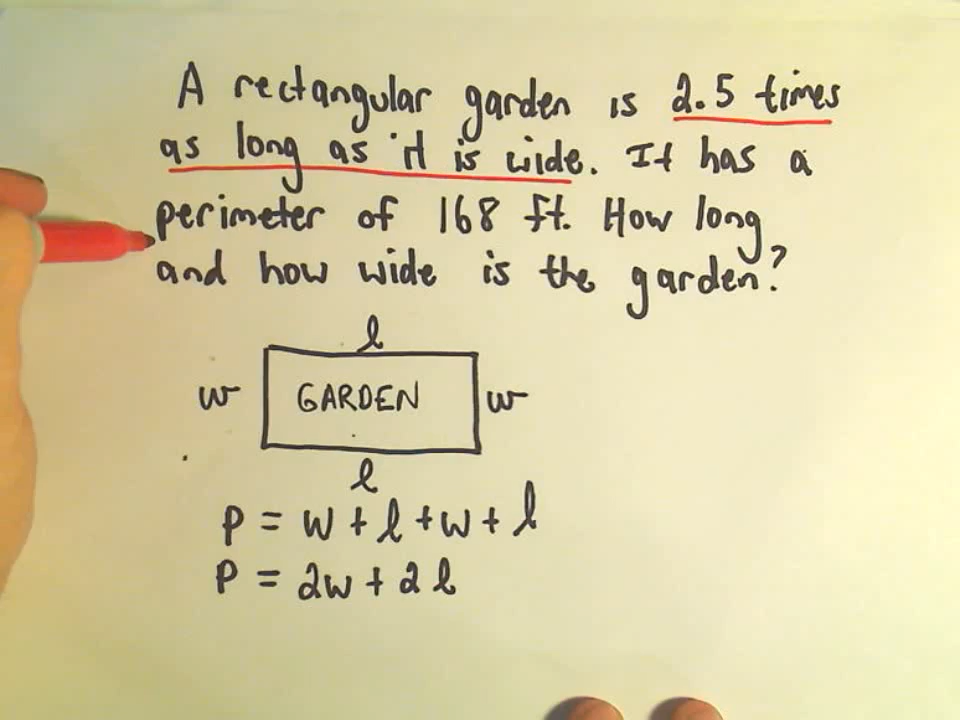 A rectangular garden is 2.5 times
as long as it is wide. It has a
perimeter of 168 ft. How long
and how wide is the garden?
l
w GARDEN w
l
P = w + l + w + l
P = 2w + 2l